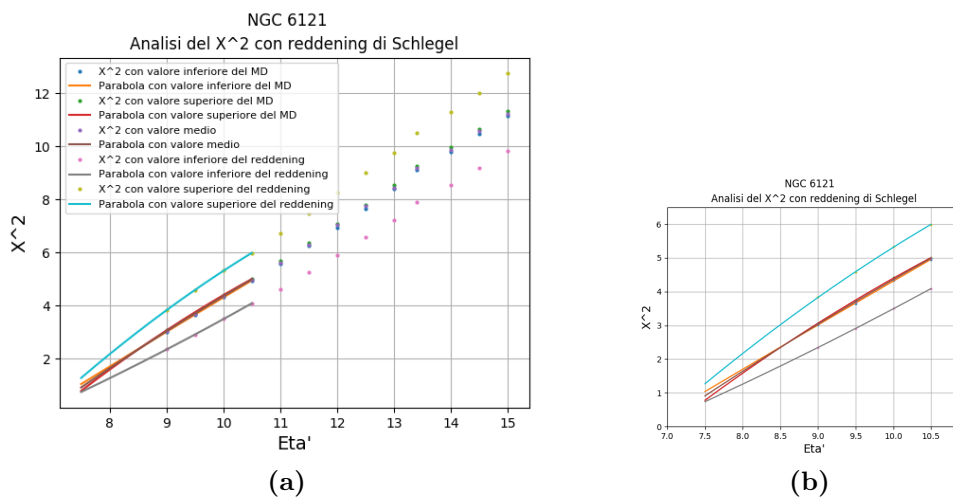 NGC 6121
Analisi del X^2 con reddening di Schlegel
X^2
12
10
8
6
4
2
X^2 con valore inferiore del MD
Parabola con valore inferiore del MD
X^2 con valore superiore del MD
Parabola con valore superiore del MD
X^2 con valore medio
Parabola con valore medio
X^2 con valore inferiore del reddening
Parabola con valore inferiore del reddening
X^2 con valore superiore del reddening
Parabola con valore superiore del reddening
8 9 10 11 12 13 14 15
Eta'
(a)
NGC 6121
Analisi del X^2 con reddening di Schlegel
X^2
6
5
4
3
2
1
0
7.0 7.5 8.0 8.5 9.0 9.5 10.0 10.5
Eta'
(b)